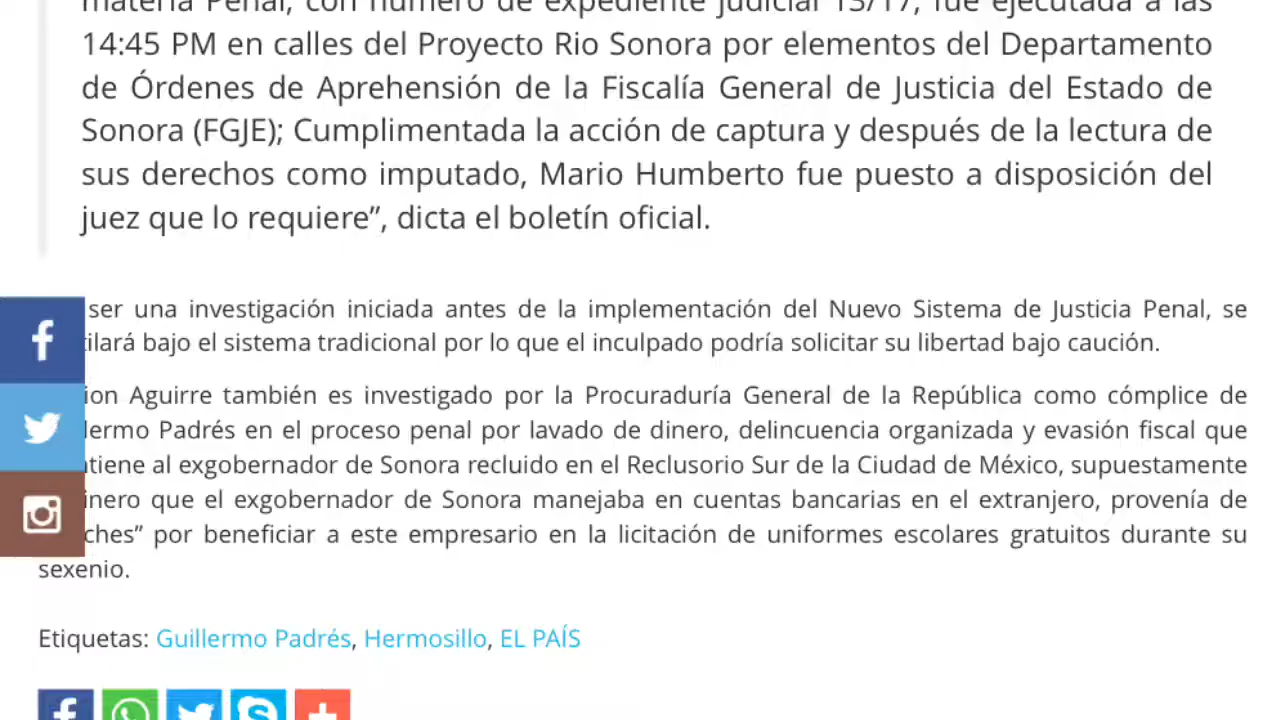 materia Penal, con número de expediente judicial 13/17, fue ejecutada a las
14:45 PM en calles del Proyecto Rio Sonora por elementos del Departamento
de Órdenes de Aprehensión de la Fiscalía General de Justicia del Estado de
Sonora (FGJE); Cumplimentada la acción de captura y después de la lectura de
sus derechos como imputado, Mario Humberto fue puesto a disposición del
juez que lo requiere”, dicta el boletín oficial.
ser una investigación iniciada antes de la implementación del Nuevo Sistema de Justicia Penal, se
tilará bajo el sistema tradicional por lo que el inculpado podría solicitar su libertad bajo caución.
ion Aguirre también es investigado por la Procuraduría General de la República como cómplice de
lermo Padrés en el proceso penal por lavado de dinero, delincuencia organizada y evasión fiscal que
tiene al exgobernador de Sonora recluido en el Reclusorio Sur de la Ciudad de México, supuestamente
inero que el exgobernador de Sonora manejaba en cuentas bancarias en el extranjero, provenía de
ches” por beneficiar a este empresario en la licitación de uniformes escolares gratuitos durante su
sexenio.
Etiquetas: Guillermo Padrés, Hermosillo, EL PAÍS